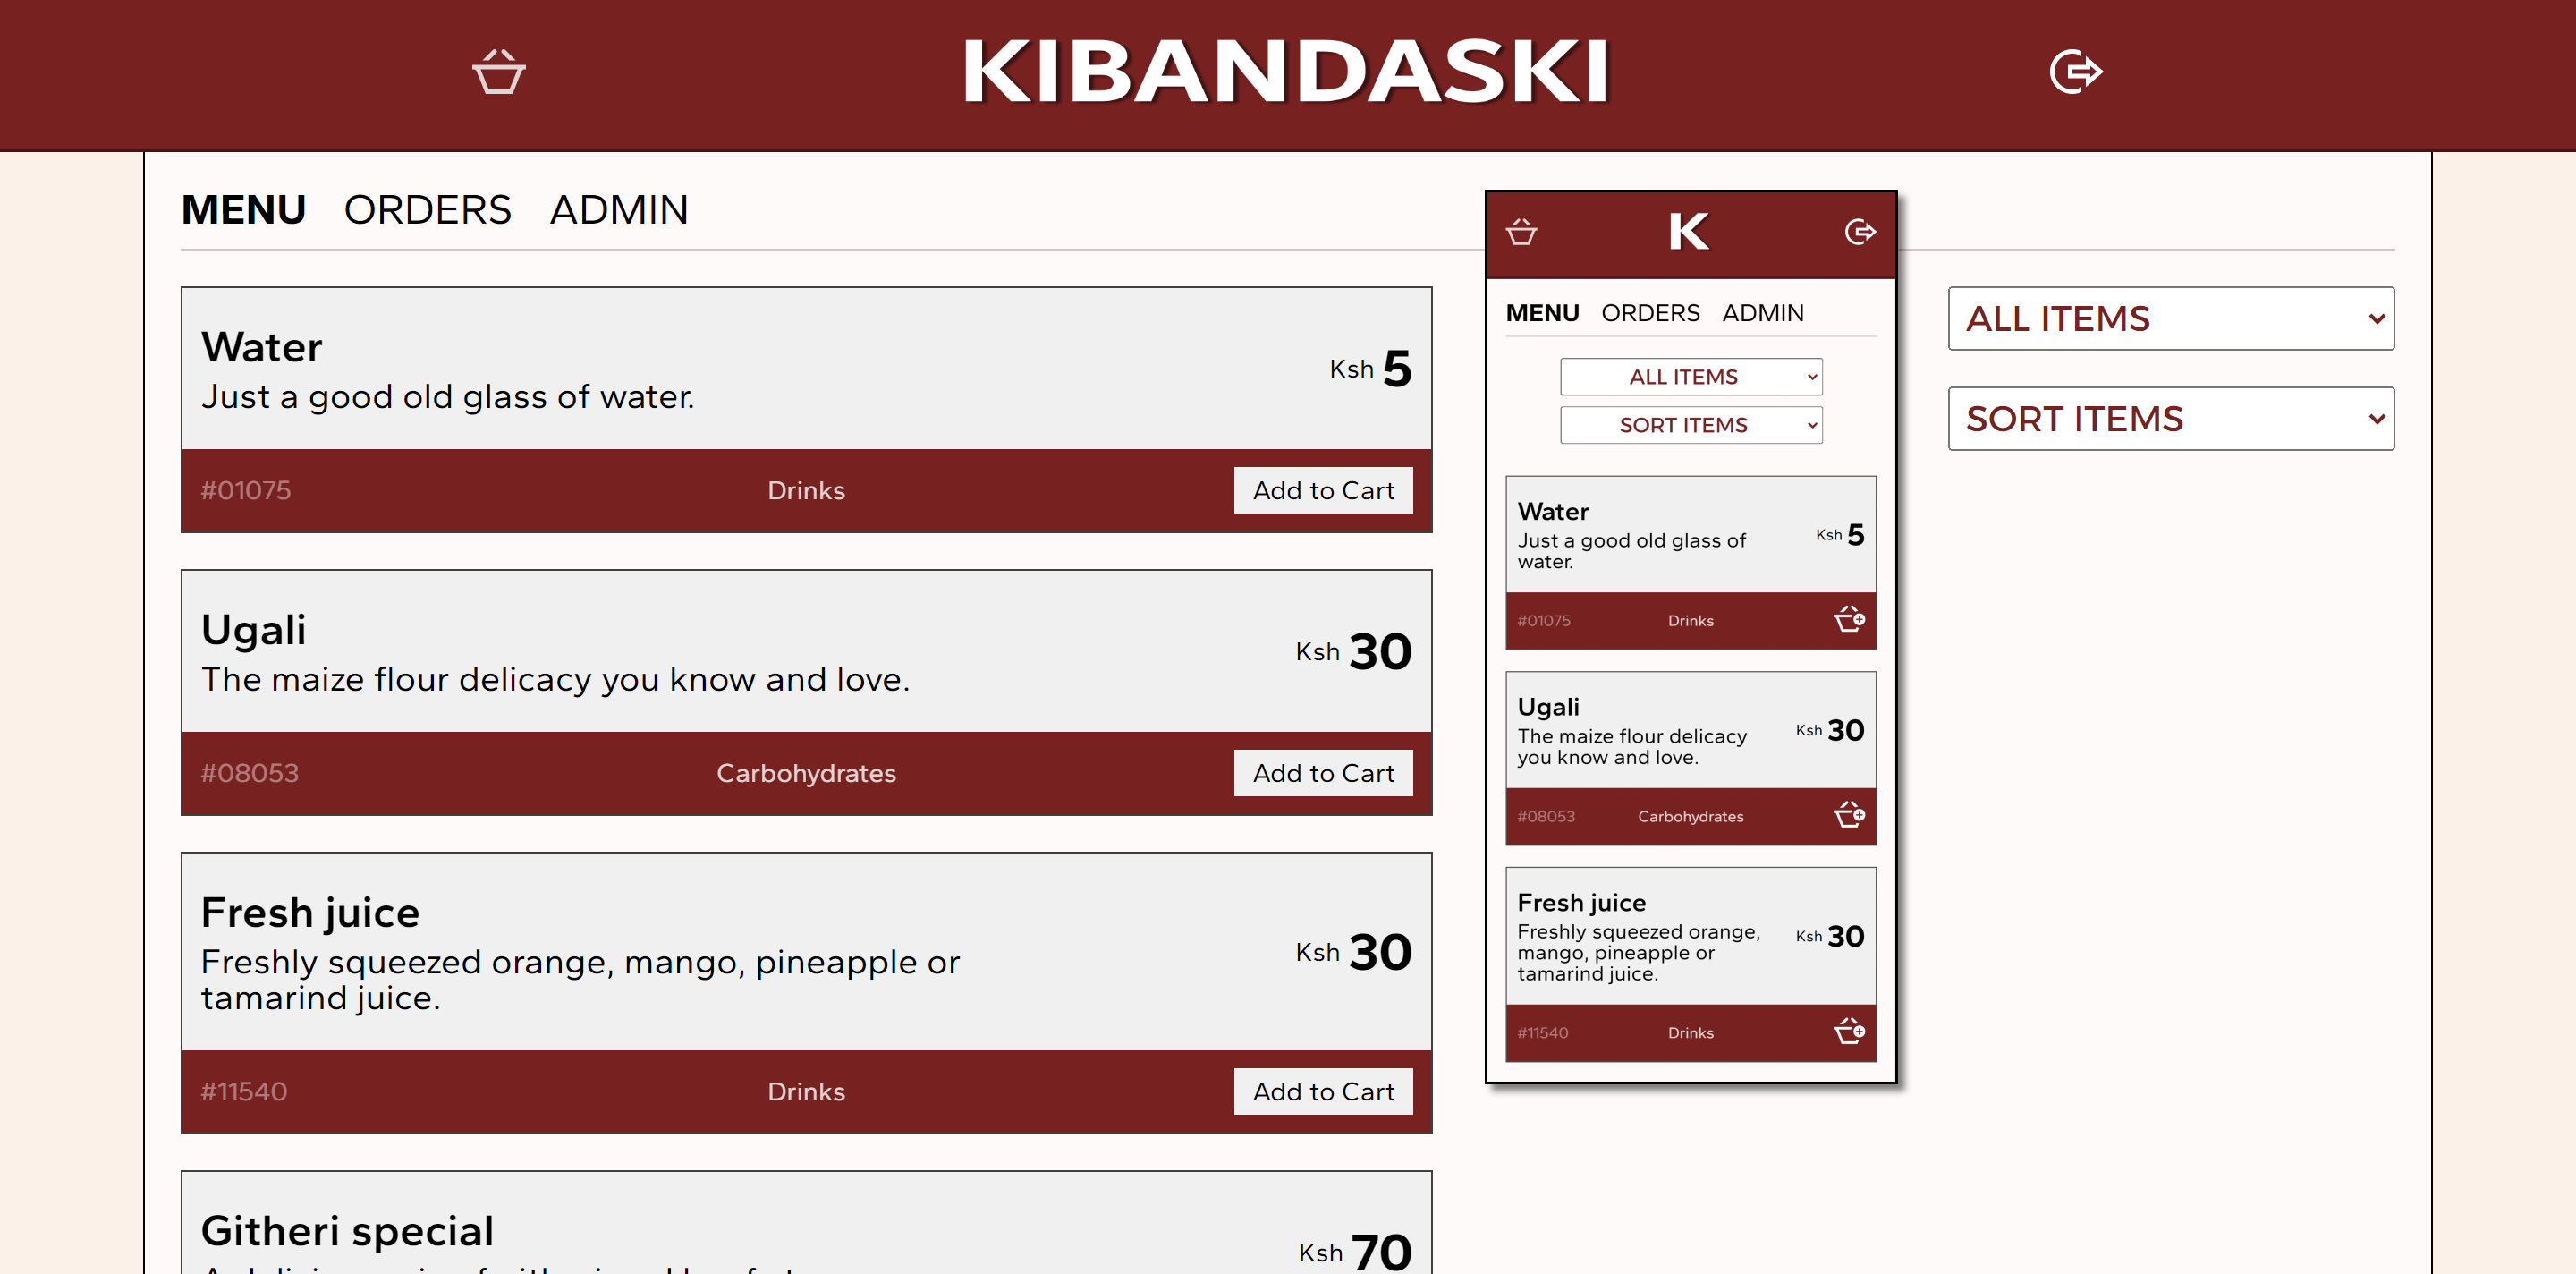 KIBANDASKI
MENU ORDERS ADMIN
Water
Just a good old glass of water.
Ksh 5
#01075 Drinks Add to Cart
Ugali
The maize flour delicacy you know and love.
Ksh 30
#08053 Carbohydrates Add to Cart
Fresh juice
Freshly squeezed orange, mango, pineapple or
tamarind juice.
Ksh 30
#11540 Drinks Add to Cart
Githeri special
Ksh 70
K
MENU ORDERS ADMIN
ALL ITEMS
SORT ITEMS
Water
Just a good old glass of
water.
Ksh 5
#01075 Drinks
Ugali
The maize flour delicacy
you know and love.
Ksh 30
#08053 Carbohydrates
Fresh juice
Freshly squeezed orange,
mango, pineapple or
tamarind juice.
Ksh 30
#11540 Drinks
ALL ITEMS
SORT ITEMS